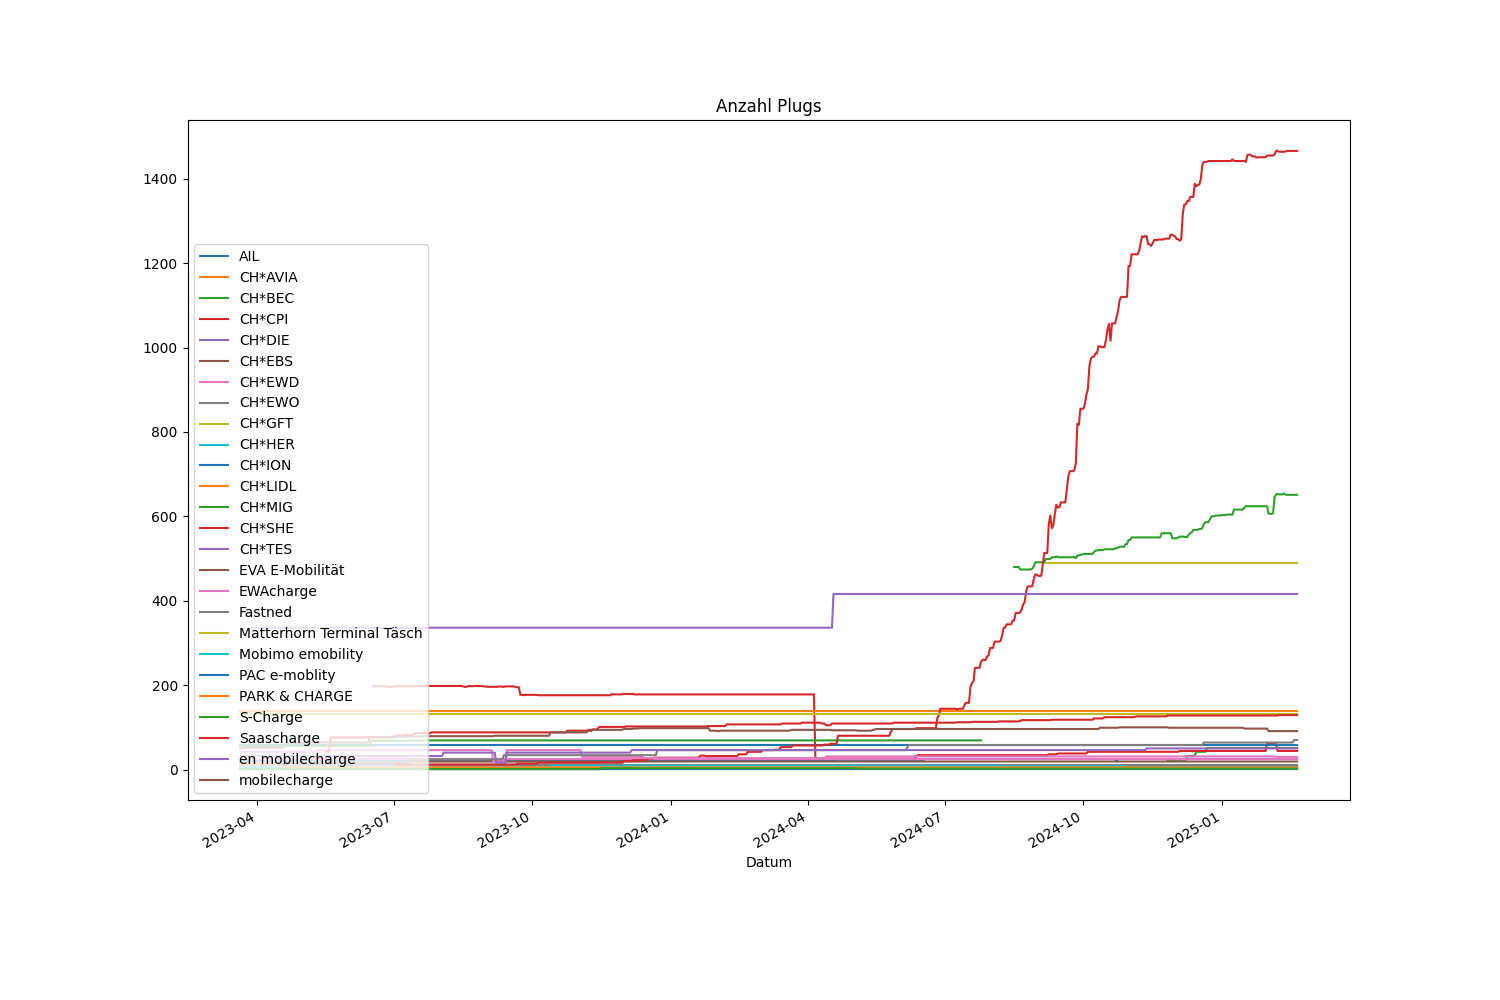 Anzahl Plugs
1400
1200
1000
800
600
400
200
0
AIL
CH*AVIA
CH*BEC
CH*CPI
CH*DIE
CH*EBS
CH*EWD
CH*EWO
CH*GFT
CH*HER
CH*ION
CH*LIDL
CH*MIG
CH*SHE
CH*TES
EVA E-Mobilität
EWAcharge
Fastned
Matterhorn Terminal Täsch
Mobimo emobility
PAC e-moblity
PARK & CHARGE
S-Charge
Saascharge
en mobilecharge
mobilecharge
2023-04
2023-07
2023-10
2024-01
2024-04
2024-07
2024-10
2025-01
Datum